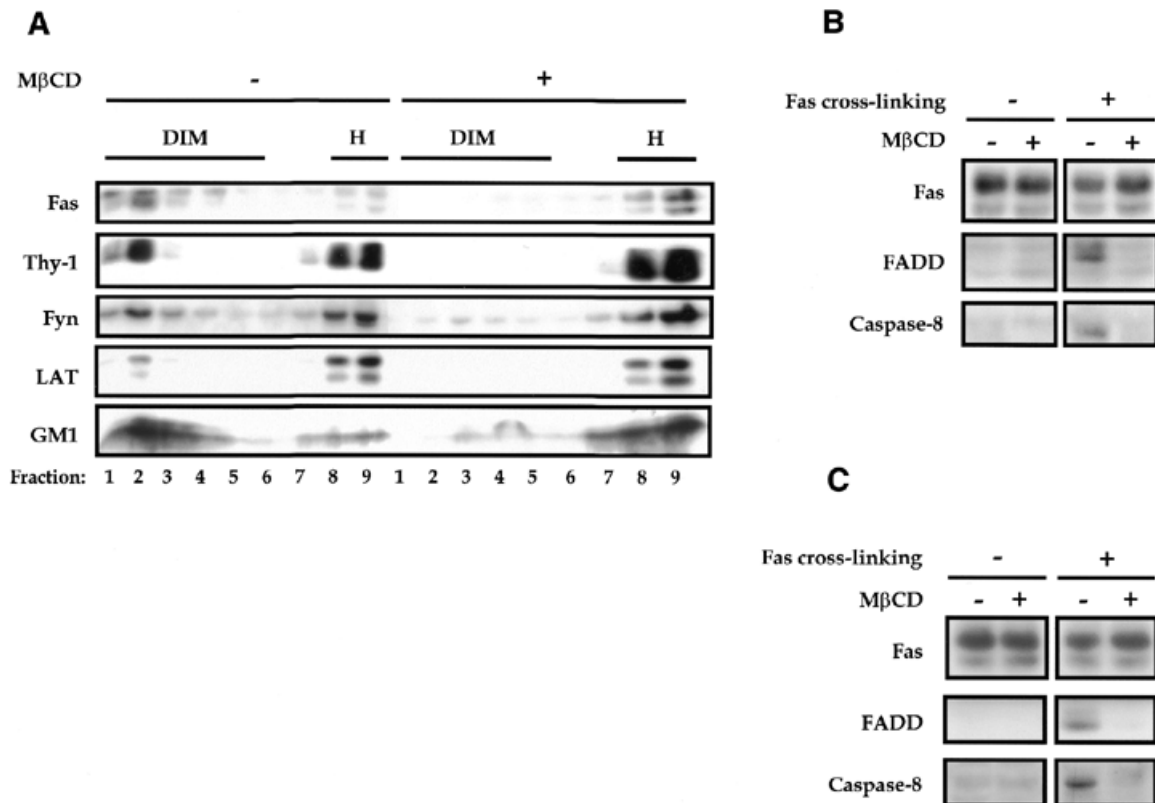 A
MβCD - +
DIM H DIM H
Fas
Thy-1
Fyn
LAT
GM1
Fraction: 1 2 3 4 5 6 7 8 9 1 2 3 4 5 6 7 8 9
B
Fas cross-linking - +
MβCD - + - +
Fas
FADD
Caspase-8
C
Fas cross-linking - +
MβCD - + - +
Fas
FADD
Caspase-8